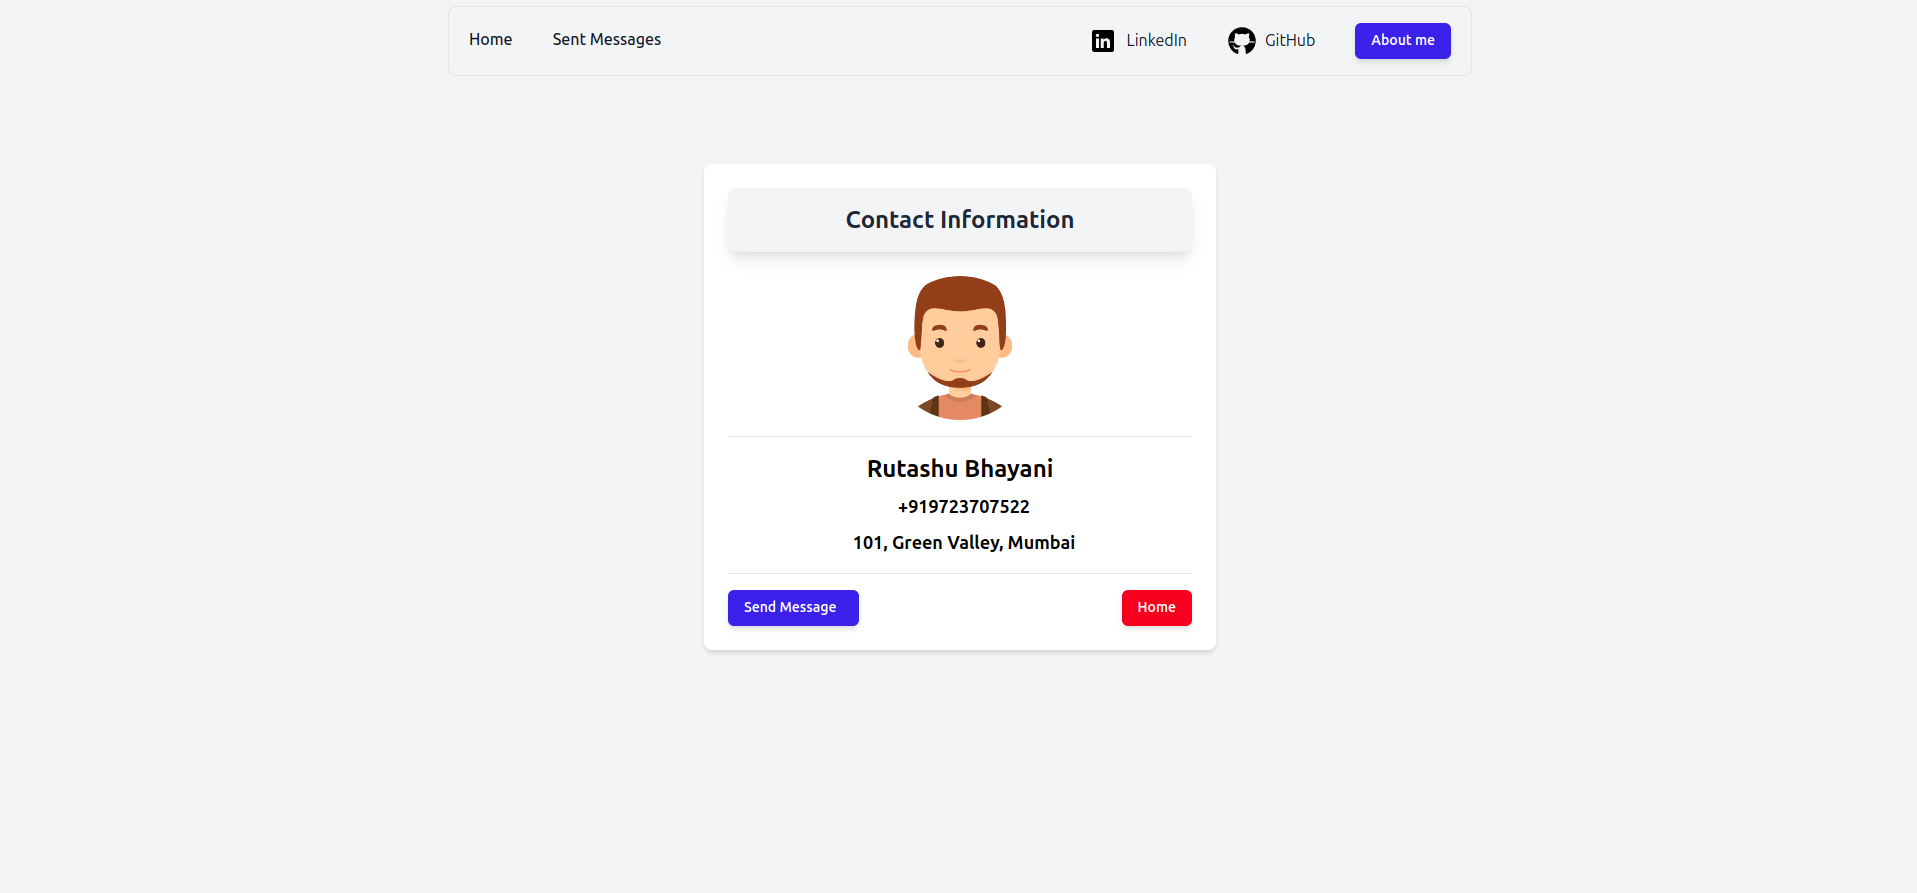 Home Sent Messages LinkedIn GitHub About me
Contact Information
Rutashu Bhayani
+919723707522
101, Green Valley, Mumbai
Send Message Home